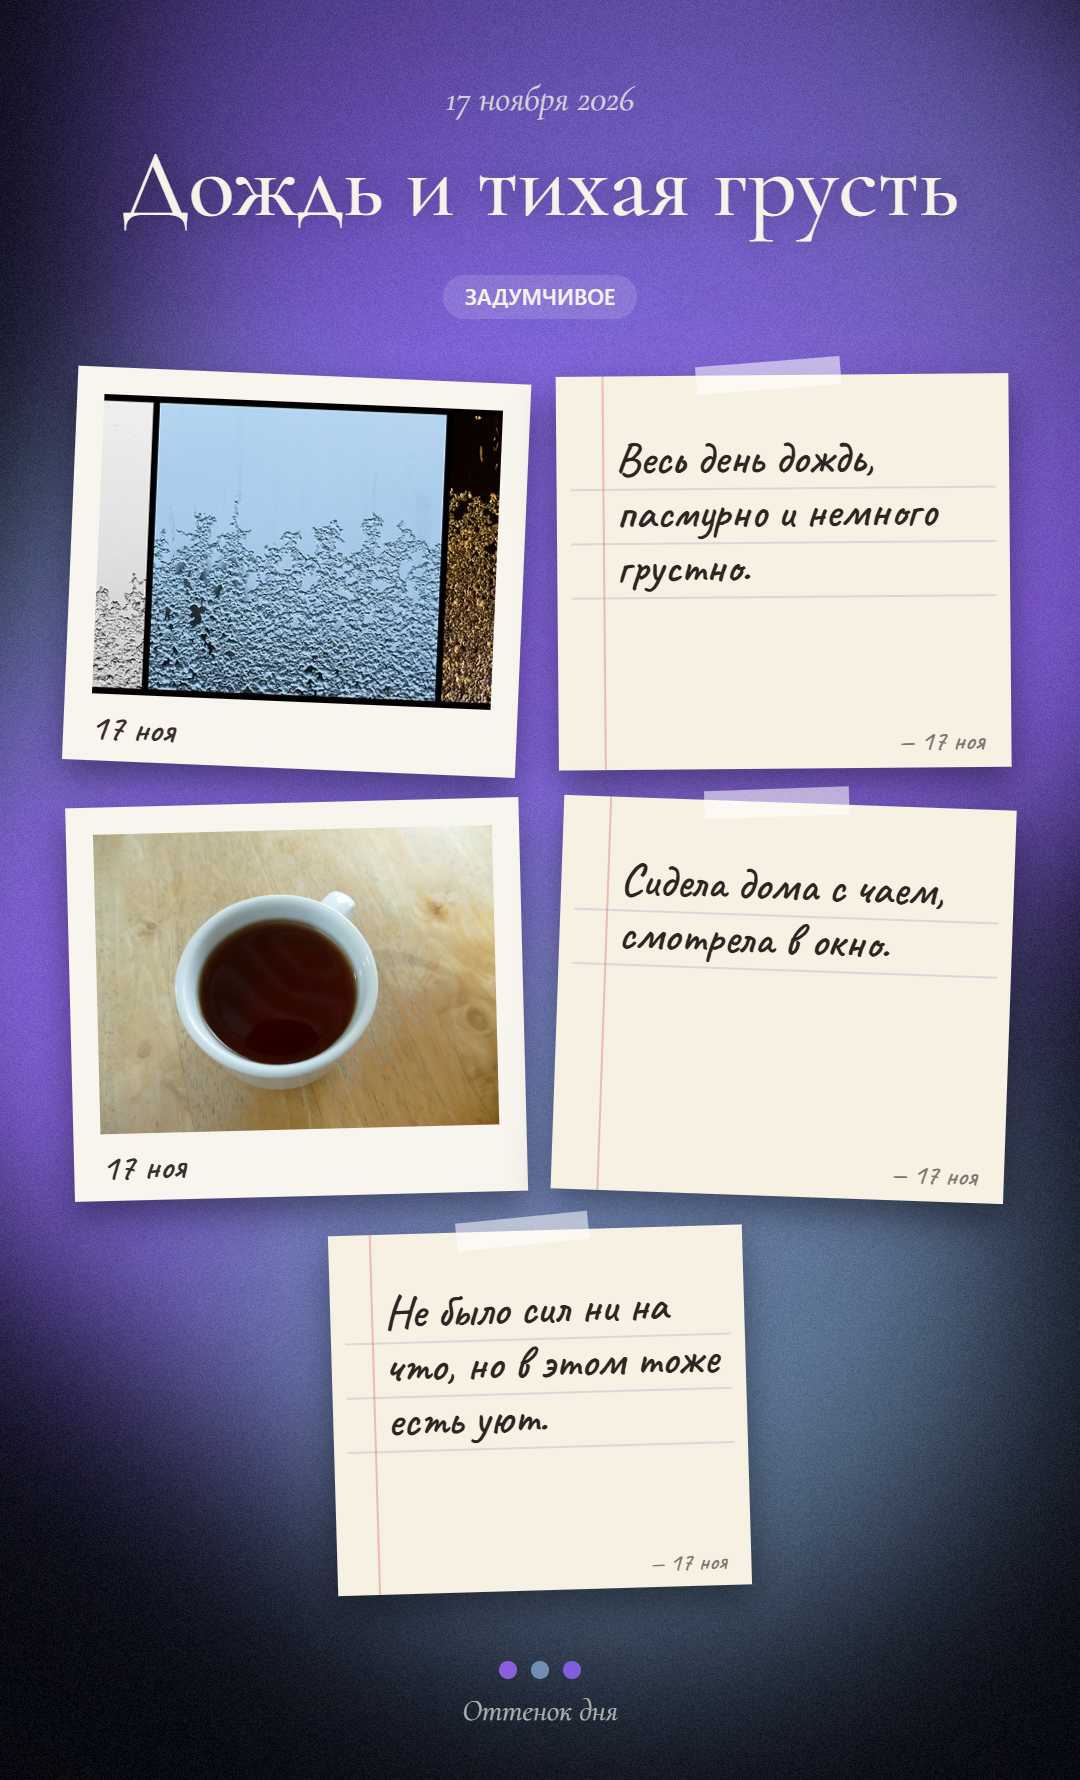 17 ноября 2026
Дождь и тихая грусть
ЗАДУМЧИВОЕ
17 ноя
Весь день дождь,
пасмурно и немного
грустно.
— 17 ноя
17 ноя
Сидела дома с чаем,
смотрела в окно.
— 17 ноя
Не было сил ни на
что, но в этом тоже
есть уют.
— 17 ноя
Оттенок дня